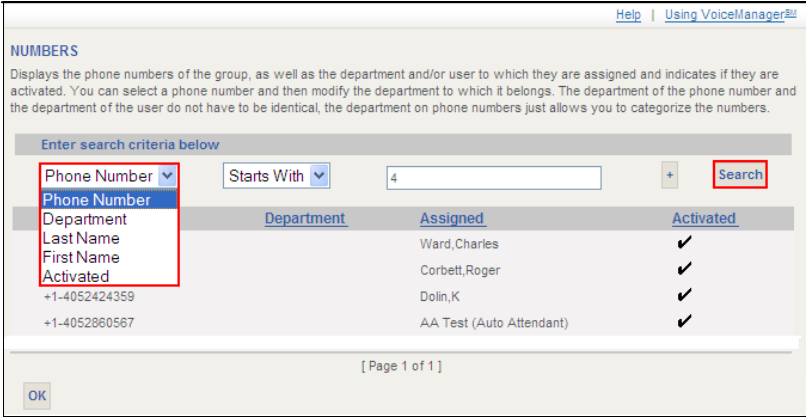 Help | Using VoiceManager℠
NUMBERS
Displays the phone numbers of the group, as well as the department and/or user to which they are assigned and indicates if they are
activated. You can select a phone number and then modify the department to which it belongs. The department of the phone number and
the department of the user do not have to be identical, the department on phone numbers just allows you to categorize the numbers.
Enter search criteria below
Phone Number Starts With 4 + Search
Phone Number
Department Department Assigned Activated
Last Name Ward,Charles ✔
First Name
Activated Corbett,Roger ✔
+1-4052424359 Dolin,K ✔
+1-4052860567 AA Test (Auto Attendant) ✔
[ Page 1 of 1 ]
OK